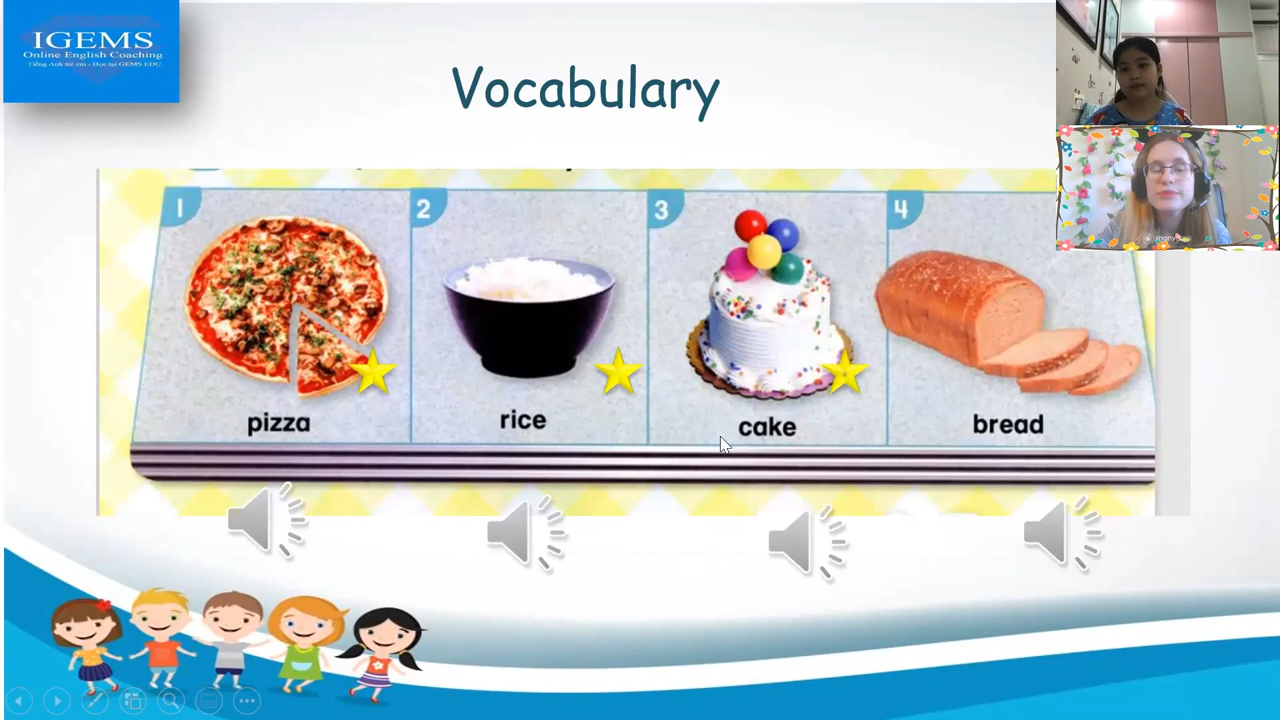 IGEMS
Online English Coaching
Tiếng Anh trẻ em - Học tại GEMS EDU
Vocabulary
1
2
3
4
pizza
rice
cake
bread